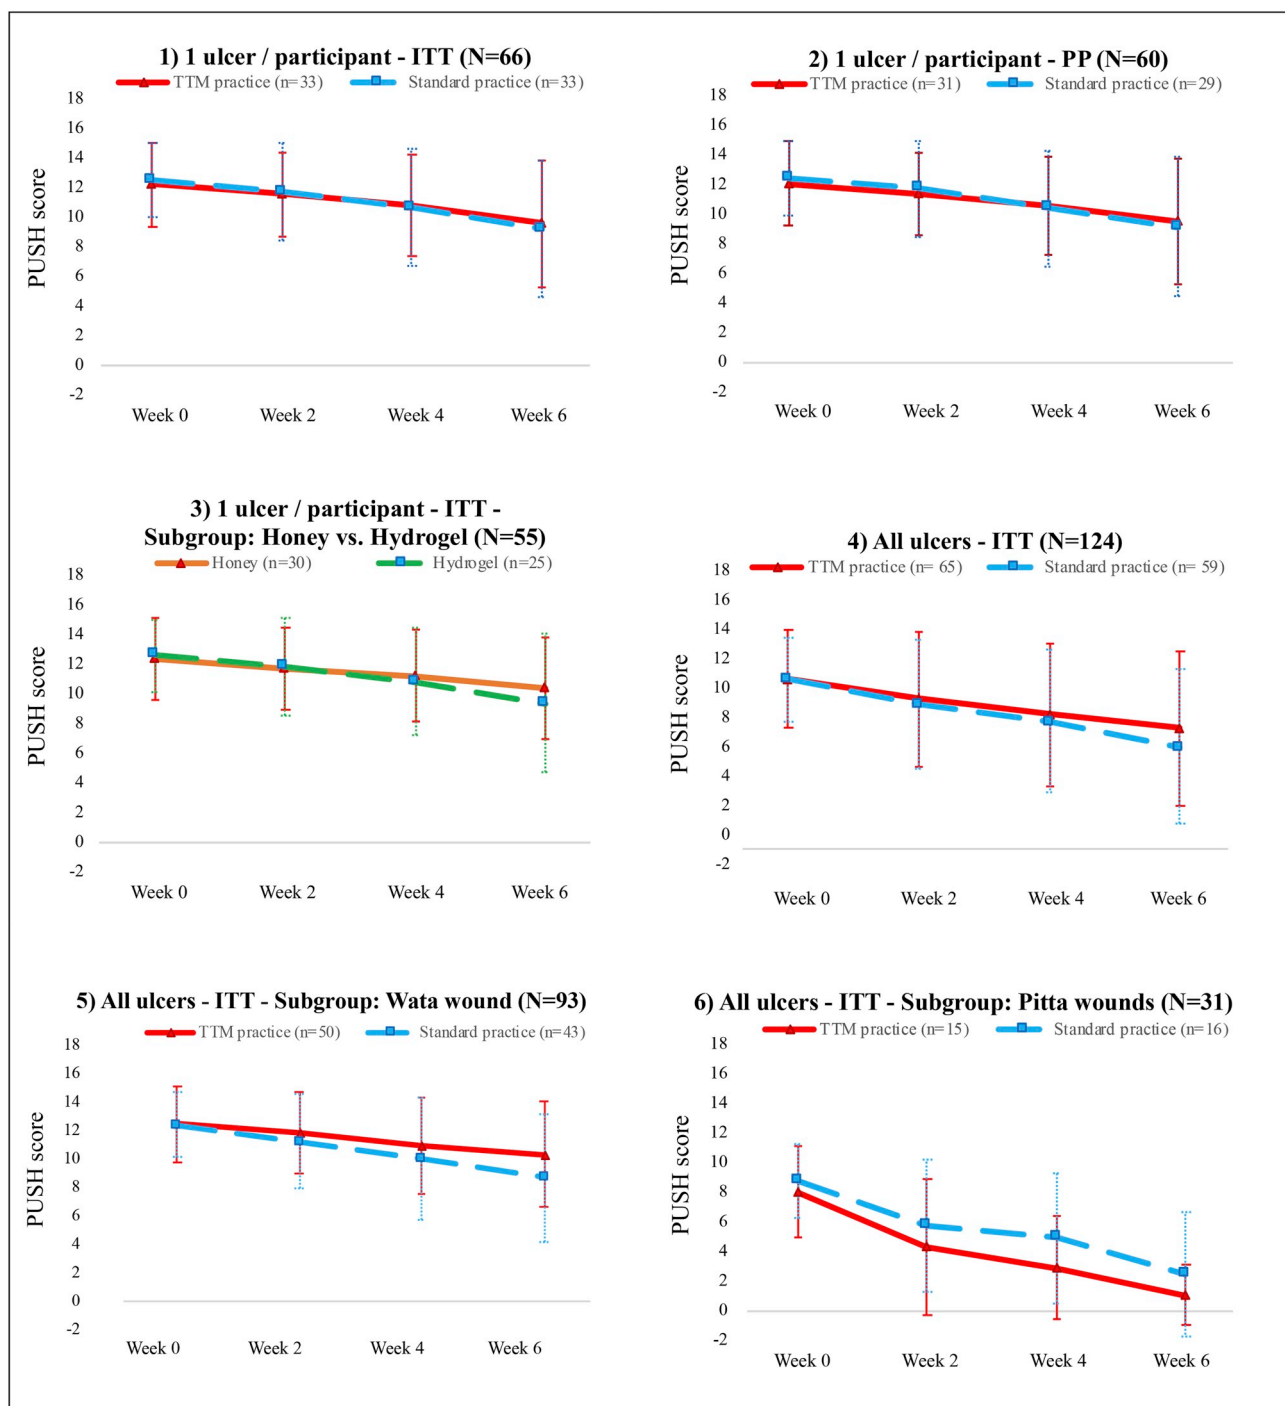 1) 1 ulcer / participant - ITT (N=66)
TTM practice (n=33) Standard practice (n=33)
PUSH score
18
16
14
12
10
8
6
4
2
0
-2
Week 0 Week 2 Week 4 Week 6
2) 1 ulcer / participant - PP (N=60)
TTM practice (n=31) Standard practice (n=29)
PUSH score
18
16
14
12
10
8
6
4
2
0
-2
Week 0 Week 2 Week 4 Week 6
3) 1 ulcer / participant - ITT -
Subgroup: Honey vs. Hydrogel (N=55)
Honey (n=30) Hydrogel (n=25)
PUSH score
18
16
14
12
10
8
6
4
2
0
-2
Week 0 Week 2 Week 4 Week 6
4) All ulcers - ITT (N=124)
TTM practice (n= 65) Standard practice (n= 59)
PUSH score
18
16
14
12
10
8
6
4
2
0
-2
Week 0 Week 2 Week 4 Week 6
5) All ulcers - ITT - Subgroup: Wata wound (N=93)
TTM practice (n=50) Standard practice (n=43)
PUSH score
18
16
14
12
10
8
6
4
2
0
-2
Week 0 Week 2 Week 4 Week 6
6) All ulcers - ITT - Subgroup: Pitta wounds (N=31)
TTM practice (n=15) Standard practice (n=16)
PUSH score
18
16
14
12
10
8
6
4
2
0
-2
Week 0 Week 2 Week 4 Week 6